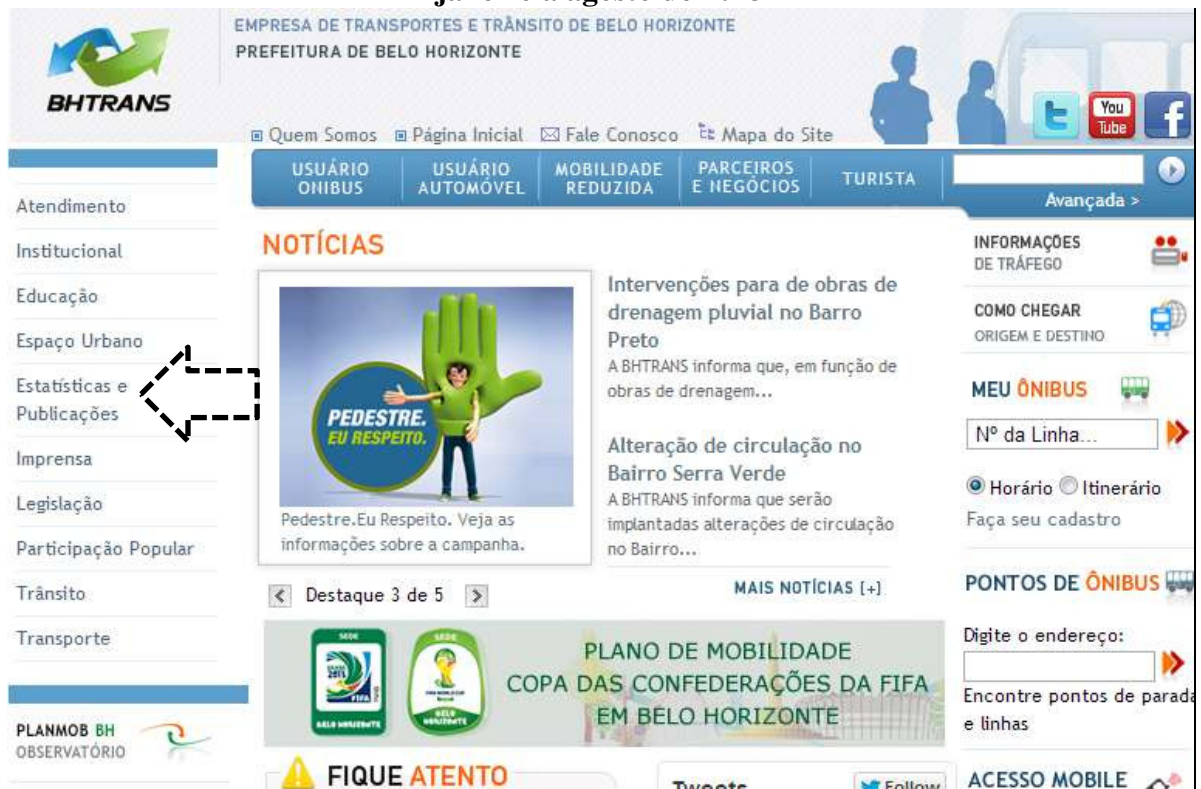 EMPRESA DE TRANSPORTES E TRÂNSITO DE BELO HORIZONTE
PREFEITURA DE BELO HORIZONTE
BHTRANS
You
Tube
Quem Somos Página Inicial Fale Conosco Mapa do Site
USUÁRIO
ONIBUS
USUÁRIO
AUTOMÓVEL
MOBILIDADE
REDUZIDA
PARCEIROS
E NEGÓCIOS
TURISTA
Avançada >
Atendimento
Institucional
Educação
Espaço Urbano
Estatísticas e
Publicações
Imprensa
Legislação
Participação Popular
Trânsito
Transporte
PLANMOB BH
OBSERVATÓRIO
NOTÍCIAS
PEDESTRE.
EU RESPEITO.
Pedestre.Eu Respeito. Veja as
informações sobre a campanha.
Destaque 3 de 5
Intervenções para de obras de
drenagem pluvial no Barro
Preto
A BHTRANS informa que, em função de
obras de drenagem...
Alteração de circulação no
Bairro Serra Verde
A BHTRANS informa que serão
implantadas alterações de circulação
no Bairro...
MAIS NOTÍCIAS [+]
PLANO DE MOBILIDADE
COPA DAS CONFEDERAÇÕES DA FIFA
EM BELO HORIZONTE
FIQUE ATENTO
Tweets
Follow
INFORMAÇÕES
DE TRÁFEGO
COMO CHEGAR
ORIGEM E DESTINO
MEU ÔNIBUS
Nº da Linha...
Horário Itinerário
Faça seu cadastro
PONTOS DE ÔNIBUS
Digite o endereço:
Encontre pontos de parada
e linhas
ACESSO MOBILE